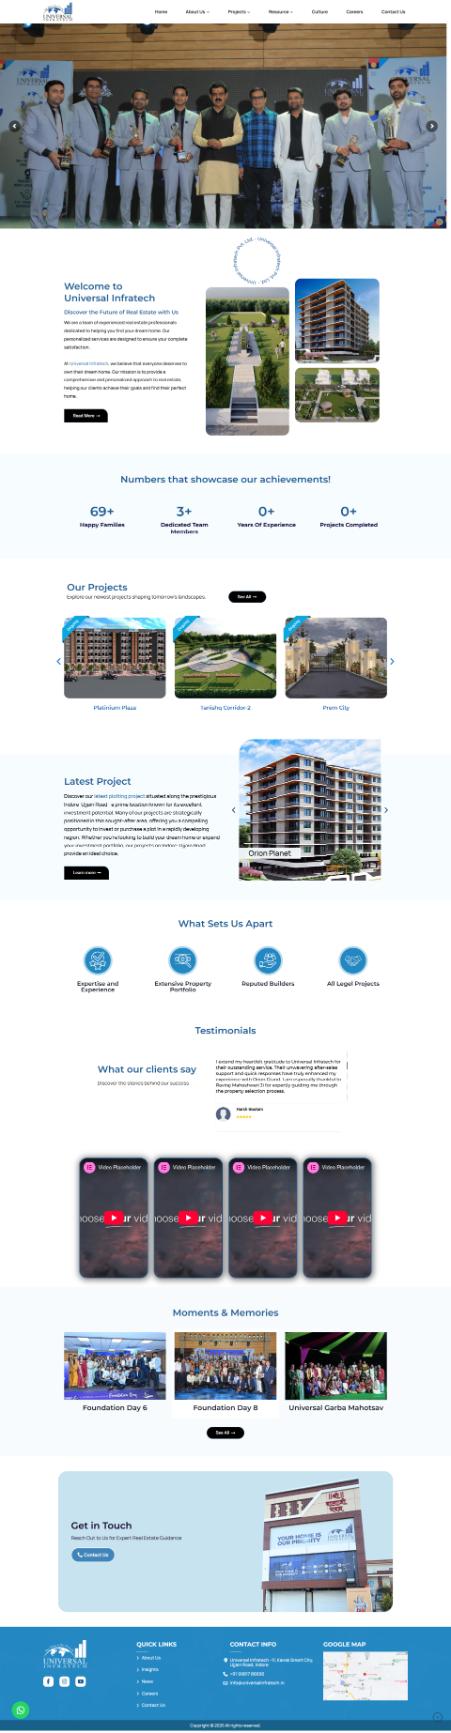 UNIVERSAL
INFRATECH
Home
About Us
Projects
Resource
Culture
Careers
Contact Us
Universal Infratech Pvt. Ltd.
Welcome to
Universal Infratech
Discover the Future of Real Estate with Us
We are a team of experienced real estate professionals
dedicated to helping you find your dream home. Our
personalized services are designed to ensure your complete
satisfaction.
At Universal Infratech, we believe that everyone deserves to
own their dream home. Our mission is to provide a
comprehensive and personalized approach to real estate,
helping our clients achieve their goals and find their perfect
home.
Read More →
Numbers that showcase our achievements!
69+
Happy Families
3+
Dedicated Team
Members
0+
Years Of Experience
0+
Projects Completed
Our Projects
Explore our newest projects shaping tomorrow's landscapes.
See All →
Platinium Plaza
Tanishq Corridor-2
Prem City
Latest Project
Discover our latest plotting project situated along the prestigious
Indore Ujjain Road a prime location known for its excellent
investment potential. Many of our projects are strategically
positioned in this sought-after area, offering you a compelling
opportunity to invest or purchase a plot in a rapidly developing
region. Whether you're looking to build your dream home or expand
your investment portfolio, our projects on Indore-Ujjain Road
provide an ideal choice.
Learn more →
Orion Planet
What Sets Us Apart
Expertise and
Experience
Extensive Property
Portfolio
Reputed Builders
All Legel Projects
Testimonials
What our clients say
Discover the stories behind our success
I extend my heartfelt gratitude to Universal Infratech for
their outstanding service. Their unwavering after-sales
support and quick responses have truly enhanced my
experience with Orion Grand. I am especially thankful to
for expertly guiding me through
the property selection process.
Video Placeholder
Video Placeholder
Video Placeholder
Video Placeholder
Moments & Memories
Foundation Day 6
Foundation Day 8
Universal Garba Mahotsav
See All →
Get in Touch
Reach Out to Us for Expert Real Estate Guidance
Contact Us
YOUR HOME IS
OUR PRIORITY
UNIVERSAL
INFRATECH
QUICK LINKS
About Us
Insights
News
Careers
Contact Us
CONTACT INFO
Ujjain Road, Indore
info@universalinfratech.in
GOOGLE MAP
Copyright © 2025 All rights reserved.